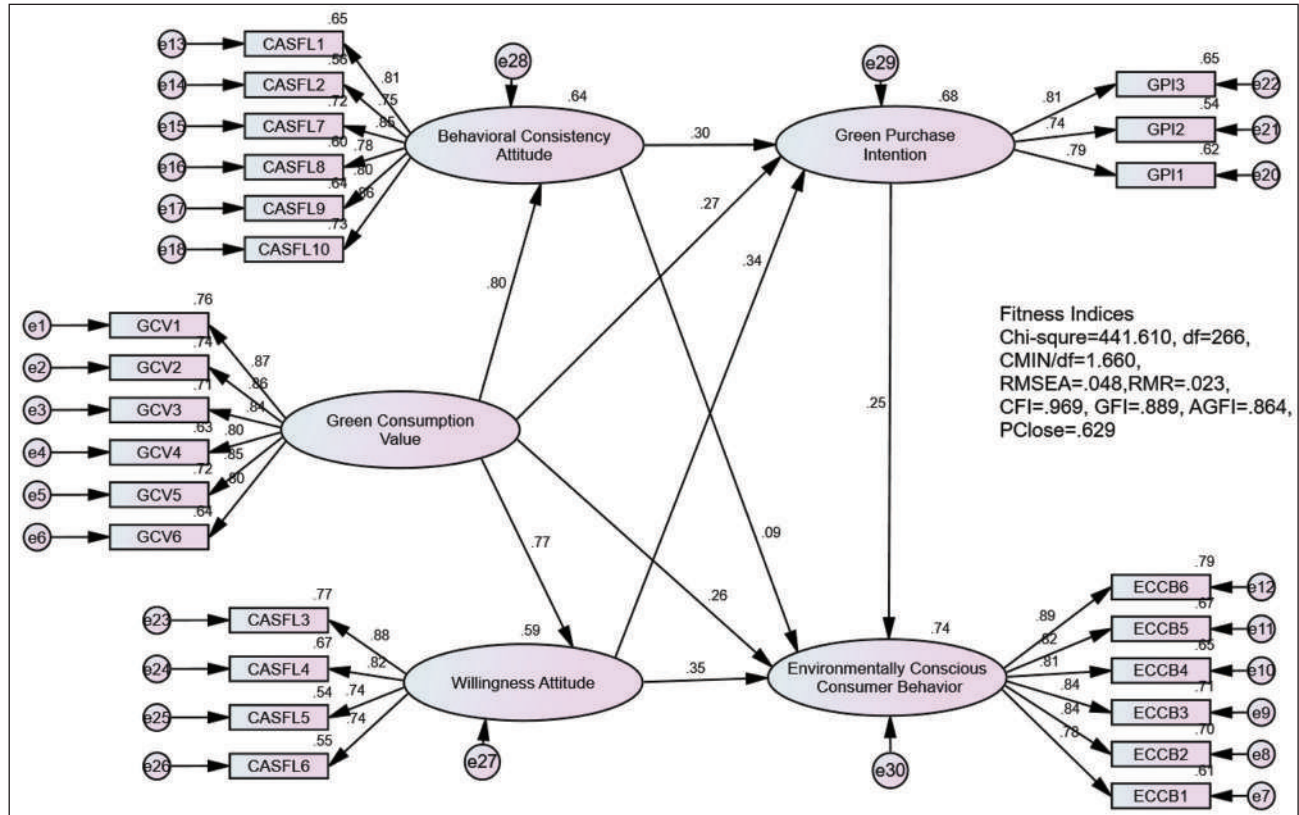 .65
e13 CASFL1
.56
e14 CASFL2
.72
e15 CASFL7
.60
e16 CASFL8
.64
e17 CASFL9
.73
e18 CASFL10
.81
.75
.85
.78
.80
.86
e28
.64
Behavioral Consistency
Attitude
.30
e29
.68
Green Purchase
Intention
.81
.74
.79
.65
GPI3 e22
.54
GPI2 e21
.62
GPI1 e20
.27
.34
.80
.76
e1 GCV1
.74
e2 GCV2
.71
e3 GCV3
.63
e4 GCV4
.72
e5 GCV5
.64
e6 GCV6
.87
.86
.84
.80
.85
.80
Green Consumption
Value
.25
Fitness Indices
Chi-squre=441.610, df=266,
CMIN/df=1.660,
RMSEA=.048,RMR=.023,
CFI=.969, GFI=.889, AGFI=.864,
PClose=.629
.77
.09
.26
.77
e23 CASFL3
.67
e24 CASFL4
.54
e25 CASFL5
.55
e26 CASFL6
.88
.82
.74
.74
.59
Willingness Attitude
e27
.35
.74
Environmentally Conscious
Consumer Behavior
e30
.89
.82
.81
.84
.84
.78
.79
ECCB6 e12
.67
ECCB5 e11
.65
ECCB4 e10
.71
ECCB3 e9
.70
ECCB2 e8
.61
ECCB1 e7